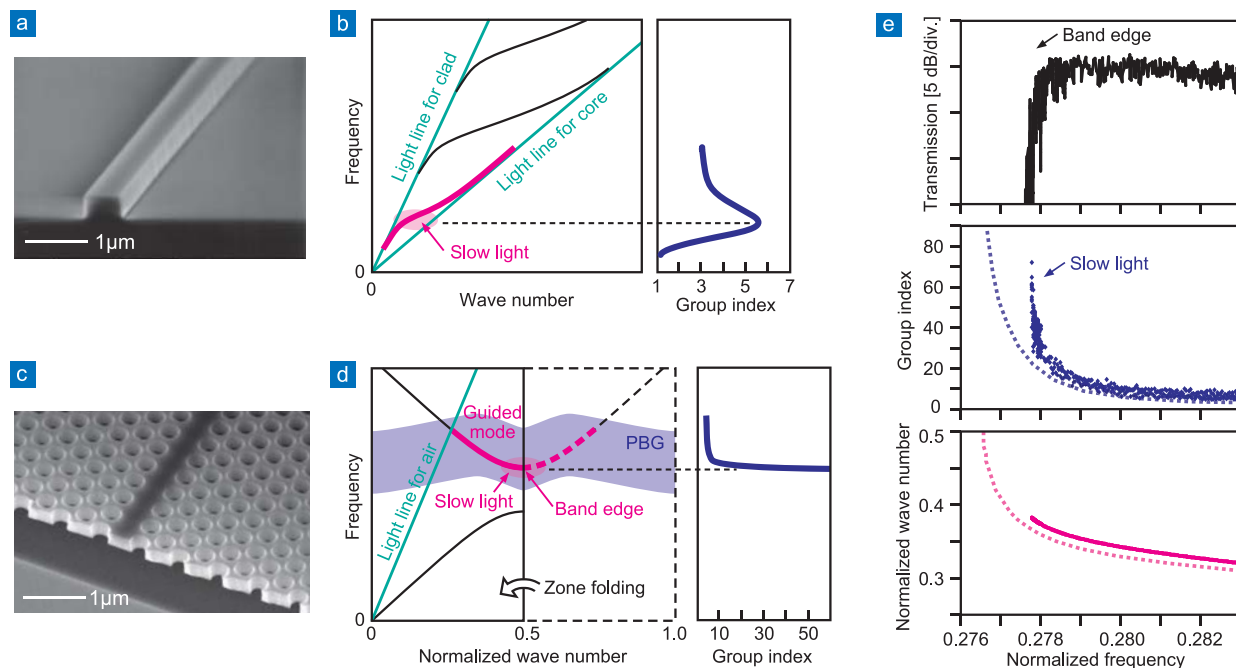 a
1μm
b
Frequency
0
0
Wave number
Light line for clad
Light line for core
Slow light
1 3 5 7
Group index
c
1μm
d
Frequency
0
0 0.5 1.0
Normalized wave number
Light line for air
Guided mode
PBG
Slow light
Band edge
Zone folding
10 30 50
Group index
e
Transmission [5 dB/div.]
Band edge
Group index
80
60
40
20
0
Slow light
Normalized wave number
0.5
0.4
0.3
0.276 0.278 0.280 0.282
Normalized frequency